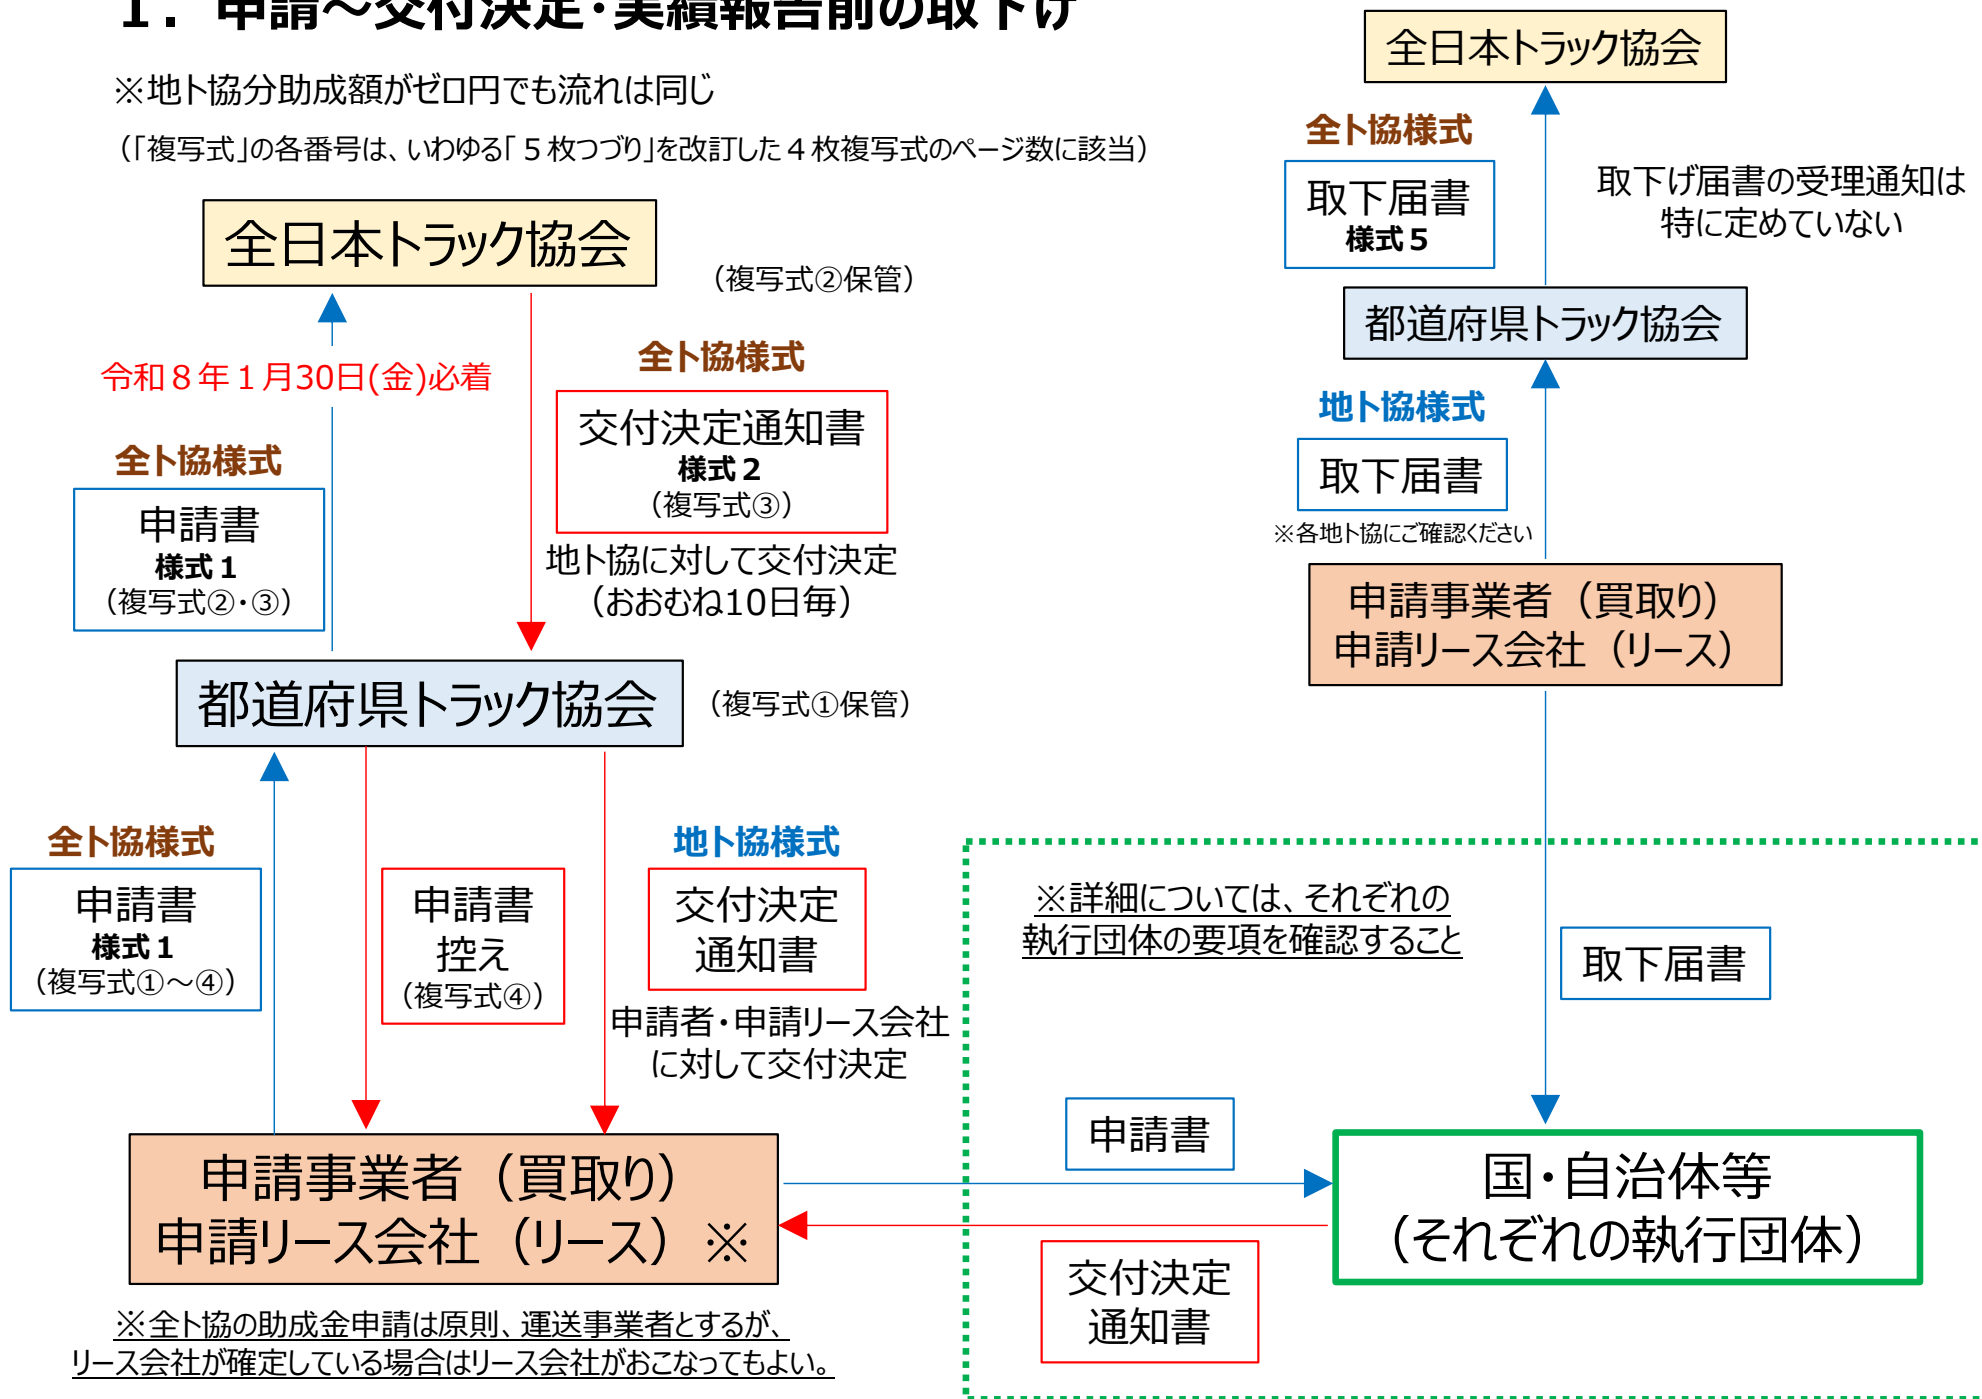 １．申請～交付決定・実績報告前の取下げ
※地ト協分助成額がゼロ円でも流れは同じ
（「複写式」の各番号は、いわゆる「５枚つづり」を改訂した４枚複写式のページ数に該当）
全日本トラック協会
（複写式②保管）
令和８年１月30日(金)必着
全ト協様式
交付決定通知書
様式２
（複写式③）
地ト協に対して交付決定
（おおむね10日毎）
全ト協様式
申請書
様式１
（複写式②・③）
都道府県トラック協会
（複写式①保管）
全ト協様式
申請書
様式１
（複写式①～④）
申請書
控え
（複写式④）
地ト協様式
交付決定
通知書
申請者・申請リース会社
に対して交付決定
申請事業者（買取り）
申請リース会社（リース）※
※全ト協の助成金申請は原則、運送事業者とするが、
リース会社が確定している場合はリース会社がおこなってもよい。
全日本トラック協会
全ト協様式
取下届書
様式５
取下げ届書の受理通知は
特に定めていない
都道府県トラック協会
地ト協様式
取下届書
※各地ト協にご確認ください
申請事業者（買取り）
申請リース会社（リース）
※詳細については、それぞれの
執行団体の要項を確認すること
取下届書
申請書
国・自治体等
（それぞれの執行団体）
交付決定
通知書